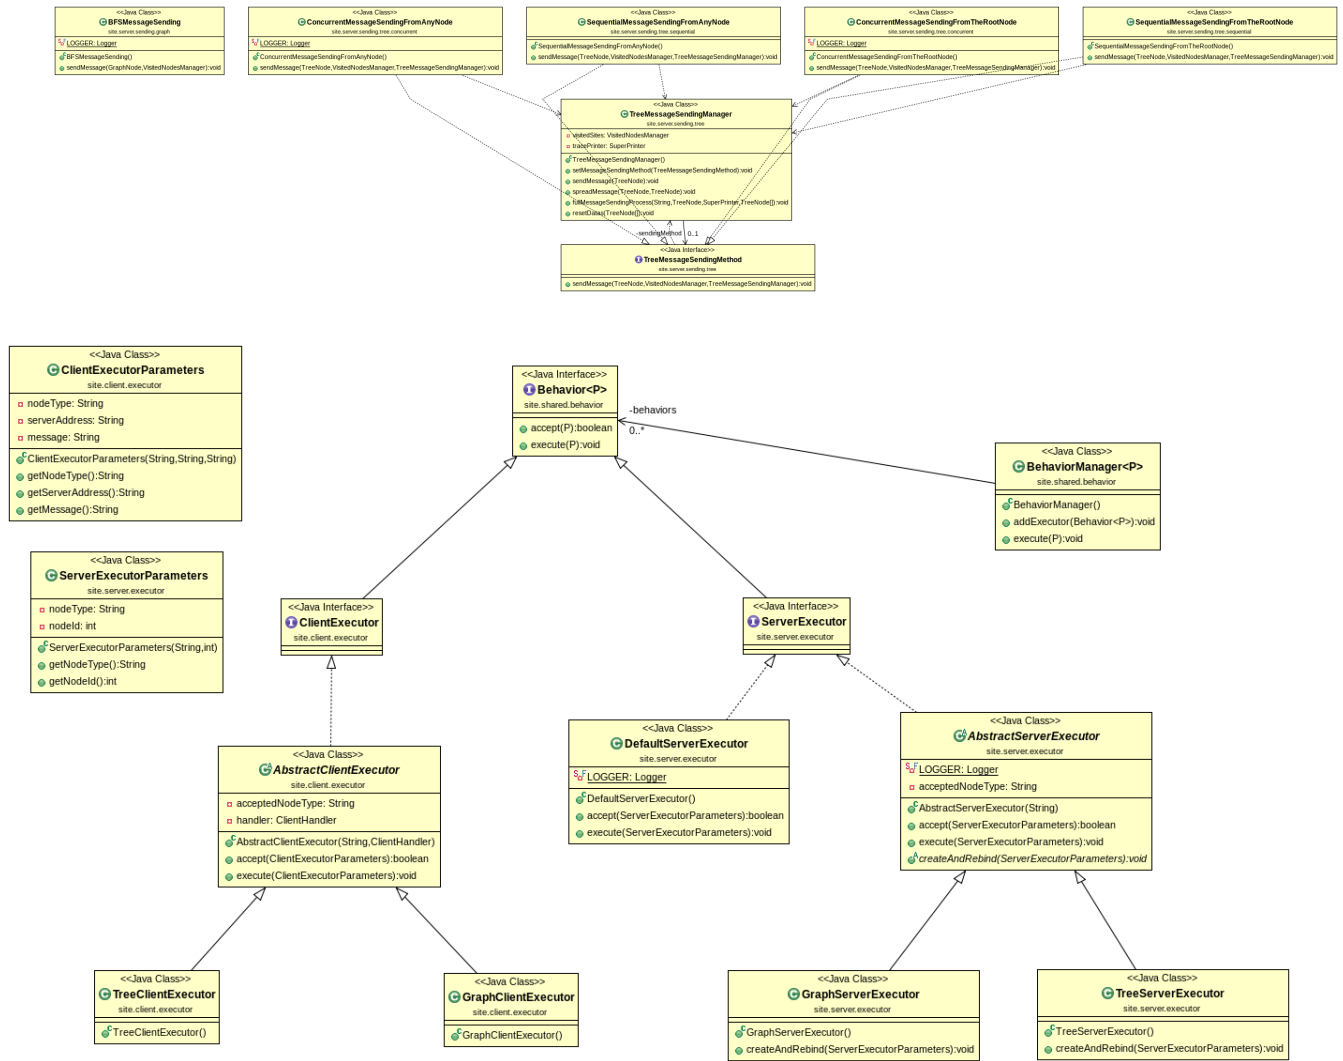 <<Java Class>>
BFSMessageSending
site.server.sending.graph
LOGGER: Logger
BFSMessageSending()
sendMessage(GraphNode,VisitedNodesManager):void
<<Java Class>>
ConcurrentMessageSendingFromAnyNode
site.server.sending.tree.concurrent
LOGGER: Logger
ConcurrentMessageSendingFromAnyNode()
sendMessage(TreeNode,VisitedNodesManager,TreeMessageSendingManager):void
<<Java Class>>
SequentialMessageSendingFromAnyNode
site.server.sending.tree.sequential
SequentialMessageSendingFromAnyNode()
sendMessage(TreeNode,VisitedNodesManager,TreeMessageSendingManager):void
<<Java Class>>
ConcurrentMessageSendingFromTheRootNode
site.server.sending.tree.concurrent
LOGGER: Logger
ConcurrentMessageSendingFromTheRootNode()
sendMessage(TreeNode,VisitedNodesManager,TreeMessageSendingManager):void
<<Java Class>>
SequentialMessageSendingFromTheRootNode
site.server.sending.tree.sequential
SequentialMessageSendingFromTheRootNode()
sendMessage(TreeNode,VisitedNodesManager,TreeMessageSendingManager):void
<<Java Class>>
TreeMessageSendingManager
site.server.sending.tree
visitedSites: VisitedNodesManager
tracePrinter: SuperPrinter
TreeMessageSendingManager()
setMessageSendingMethod(TreeMessageSendingMethod):void
sendMessage(TreeNode):void
spreadMessage(TreeNode,TreeNode):void
fullMessageSendingProcess(String,TreeNode,SuperPrinter,TreeNode[]):void
resetDatas(TreeNode[]):void
-sendingMethod 0..1
<<Java Interface>>
TreeMessageSendingMethod
site.server.sending.tree
sendMessage(TreeNode,VisitedNodesManager,TreeMessageSendingManager):void
<<Java Class>>
ClientExecutorParameters
site.client.executor
nodeType: String
serverAddress: String
message: String
ClientExecutorParameters(String,String,String)
getNodeType():String
getServerAddress():String
getMessage():String
<<Java Interface>>
Behavior<P>
site.shared.behavior
accept(P):boolean
execute(P):void
-behaviors
0..*
<<Java Class>>
BehaviorManager<P>
site.shared.behavior
BehaviorManager()
addExecutor(Behavior<P>):void
execute(P):void
<<Java Class>>
ServerExecutorParameters
site.server.executor
nodeType: String
nodeId: int
ServerExecutorParameters(String,int)
getNodeType():String
getNodeId():int
<<Java Interface>>
ClientExecutor
site.client.executor
<<Java Interface>>
ServerExecutor
site.server.executor
<<Java Class>>
AbstractClientExecutor
site.client.executor
acceptedNodeType: String
handler: ClientHandler
AbstractClientExecutor(String,ClientHandler)
accept(ClientExecutorParameters):boolean
execute(ClientExecutorParameters):void
<<Java Class>>
DefaultServerExecutor
site.server.executor
LOGGER: Logger
DefaultServerExecutor()
accept(ServerExecutorParameters):boolean
execute(ServerExecutorParameters):void
<<Java Class>>
AbstractServerExecutor
site.server.executor
LOGGER: Logger
acceptedNodeType: String
AbstractServerExecutor(String)
accept(ServerExecutorParameters):boolean
execute(ServerExecutorParameters):void
createAndRebind(ServerExecutorParameters):void
<<Java Class>>
TreeClientExecutor
site.client.executor
TreeClientExecutor()
<<Java Class>>
GraphClientExecutor
site.client.executor
GraphClientExecutor()
<<Java Class>>
GraphServerExecutor
site.server.executor
GraphServerExecutor()
createAndRebind(ServerExecutorParameters):void
<<Java Class>>
TreeServerExecutor
site.server.executor
TreeServerExecutor()
createAndRebind(ServerExecutorParameters):void